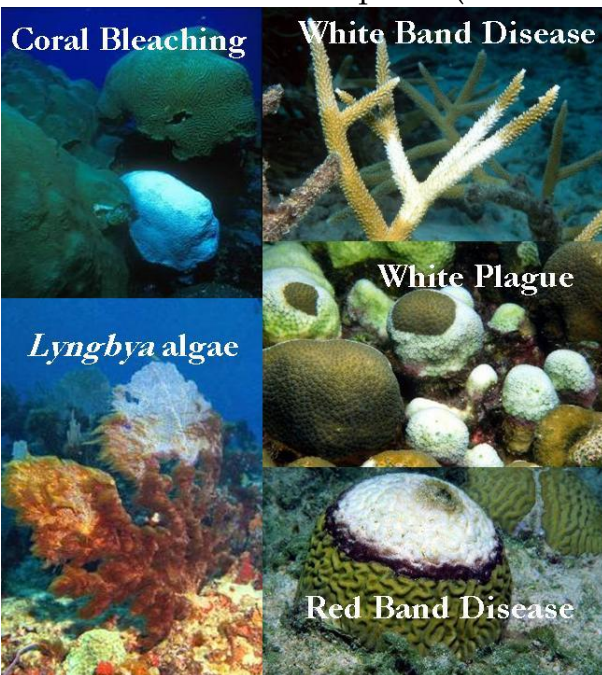 Coral Bleaching
White Band Disease
White Plague
Lyngbya algae
Red Band Disease